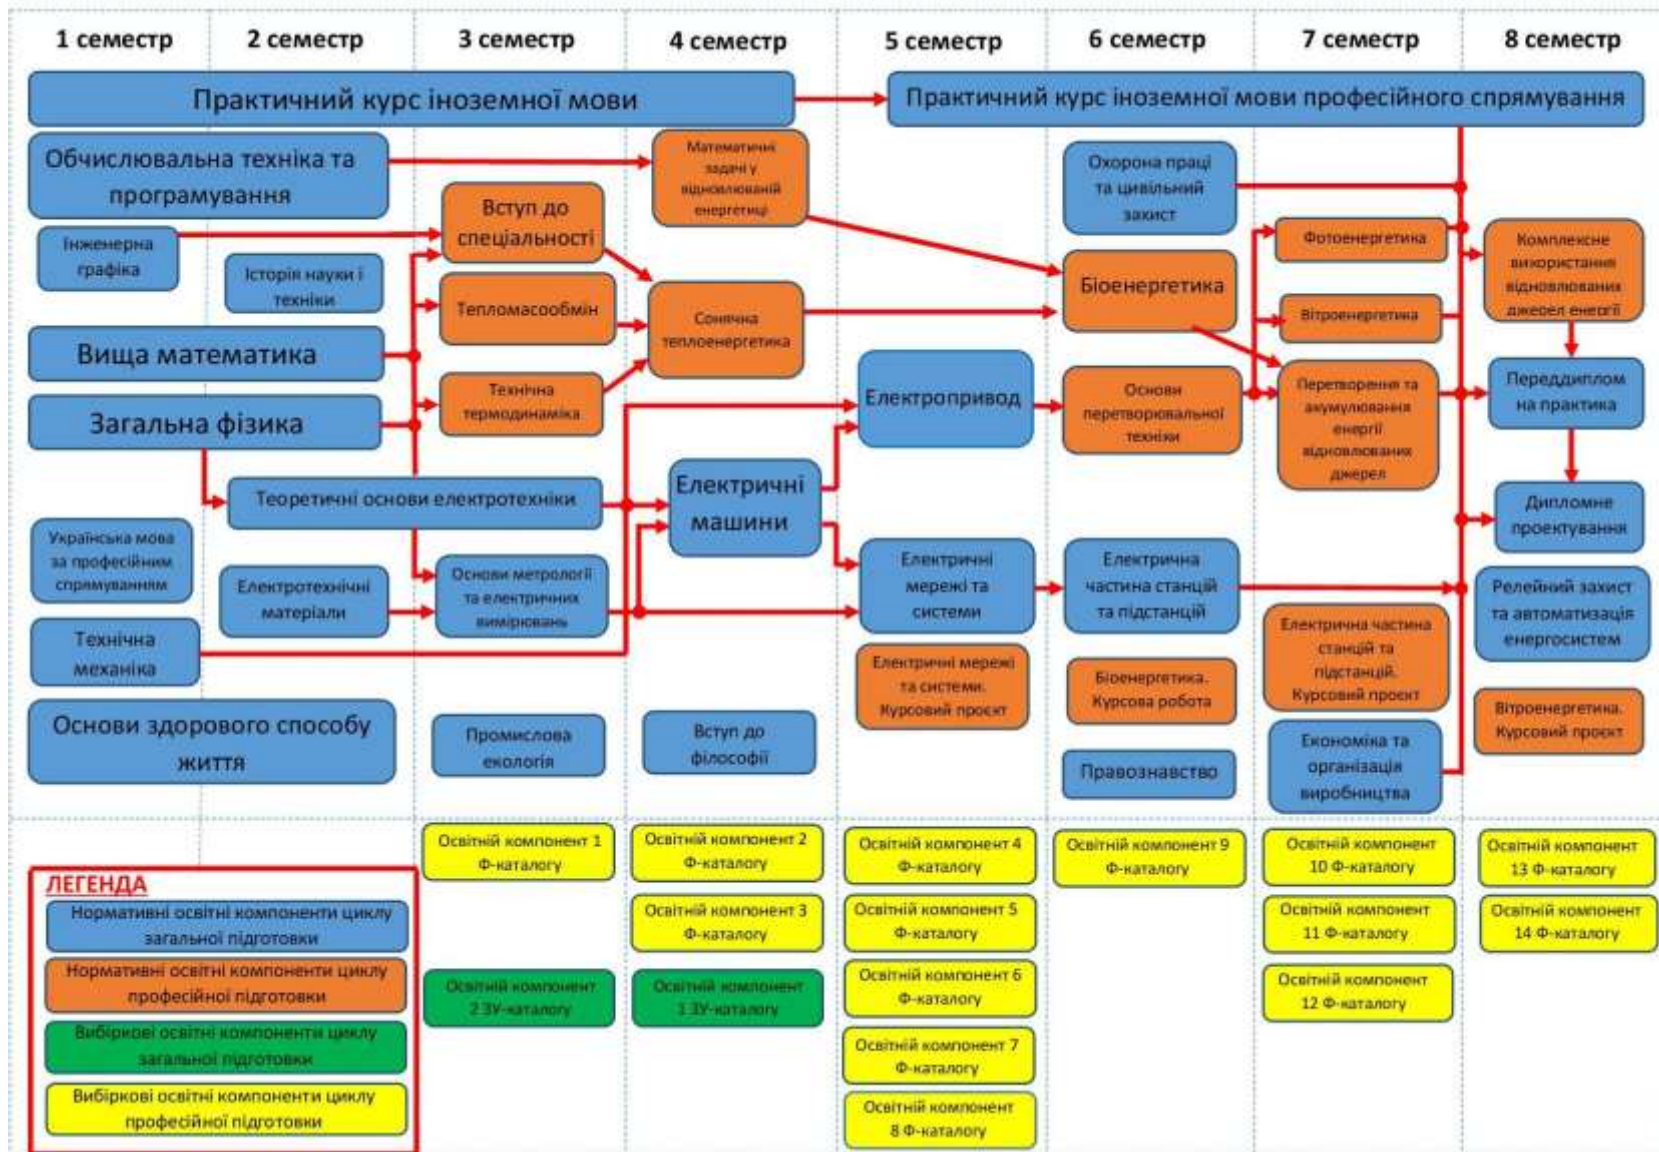 1 семестр
2 семестр
3 семестр
4 семестр
5 семестр
6 семестр
7 семестр
8 семестр
Практичний курс іноземної мови
Практичний курс іноземної мови професійного спрямування
Обчислювальна техніка та
програмування
Математичні
задачі у
відновлюваній
енергетиці
Охорона праці
та цивільний
захист
Вступ до
спеціальності
Інженерна
графіка
Історія науки і
техніки
Фотоенергетика
Комплексне
використання
відновлюваних
джерел енергії
Біоенергетика
Тепломасообмін
Сонячна
теплоенергетика
Вітроенергетика
Вища математика
Технічна
термодинаміка
Електропривод
Основи
перетворювальної
техніки
Перетворення та
акумулювання
енергії
відновлюваних
джерел
Переддиплом
на практика
Загальна фізика
Теоретичні основи електротехніки
Електричні
машини
Дипломне
проектування
Українська мова
за професійним
спрямуванням
Електротехнічні
матеріали
Основи метрології
та електричних
вимірювань
Електричні
мережі та
системи
Електрична
частина станцій
та підстанцій
Релейний захист
та автоматизація
енергосистем
Технічна
механіка
Електричні мережі
та системи.
Курсовий проєкт
Біоенергетика.
Курсова робота
Електрична частина
станцій та
підстанцій.
Курсовий проєкт
Вітроенергетика.
Курсовий проєкт
Основи здорового способу
життя
Промислова
екологія
Вступ до
філософії
Правознавство
Економіка та
організація
виробництва
Освітній компонент 1
Ф-каталогу
Освітній компонент 2
Ф-каталогу
Освітній компонент 4
Ф-каталогу
Освітній компонент 9
Ф-каталогу
Освітній компонент
10 Ф-каталогу
Освітній компонент
13 Ф-каталогу
Освітній компонент 3
Ф-каталогу
Освітній компонент 5
Ф-каталогу
Освітній компонент
11 Ф-каталогу
Освітній компонент
14 Ф-каталогу
Освітній компонент
2 ЗУ-каталогу
Освітній компонент
1 ЗУ-каталогу
Освітній компонент 6
Ф-каталогу
Освітній компонент
12 Ф-каталогу
Освітній компонент 7
Ф-каталогу
Освітній компонент
8 Ф-каталогу
ЛЕГЕНДА
Нормативні освітні компоненти циклу
загальної підготовки
Нормативні освітні компоненти циклу
професійної підготовки
Вибіркові освітні компоненти циклу
загальної підготовки
Вибіркові освітні компоненти циклу
професійної підготовки